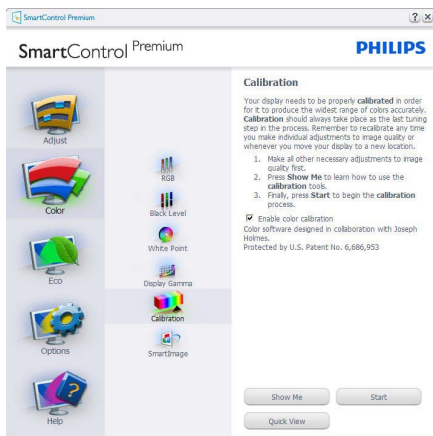 SmartControl Premium
SmartControl Premium
PHILIPS
Adjust
Color
Eco
Options
Help
RGB
Black Level
White Point
Display Gamma
Calibration
SmartImage
Calibration
Your display needs to be properly calibrated in order
for it to produce the widest range of colors accurately.
Calibration should always take place as the last tuning
step in the process. Remember to recalibrate any time
you make individual adjustments to image quality or
whenever you move your display to a new location.
1. Make all other necessary adjustments to image
quality first.
2. Press Show Me to learn how to use the
calibration tools.
3. Finally, press Start to begin the calibration
process.
Enable color calibration
Color software designed in collaboration with Joseph
Holmes.
Protected by U.S. Patent No. 6,686,953
Show Me
Start
Quick View